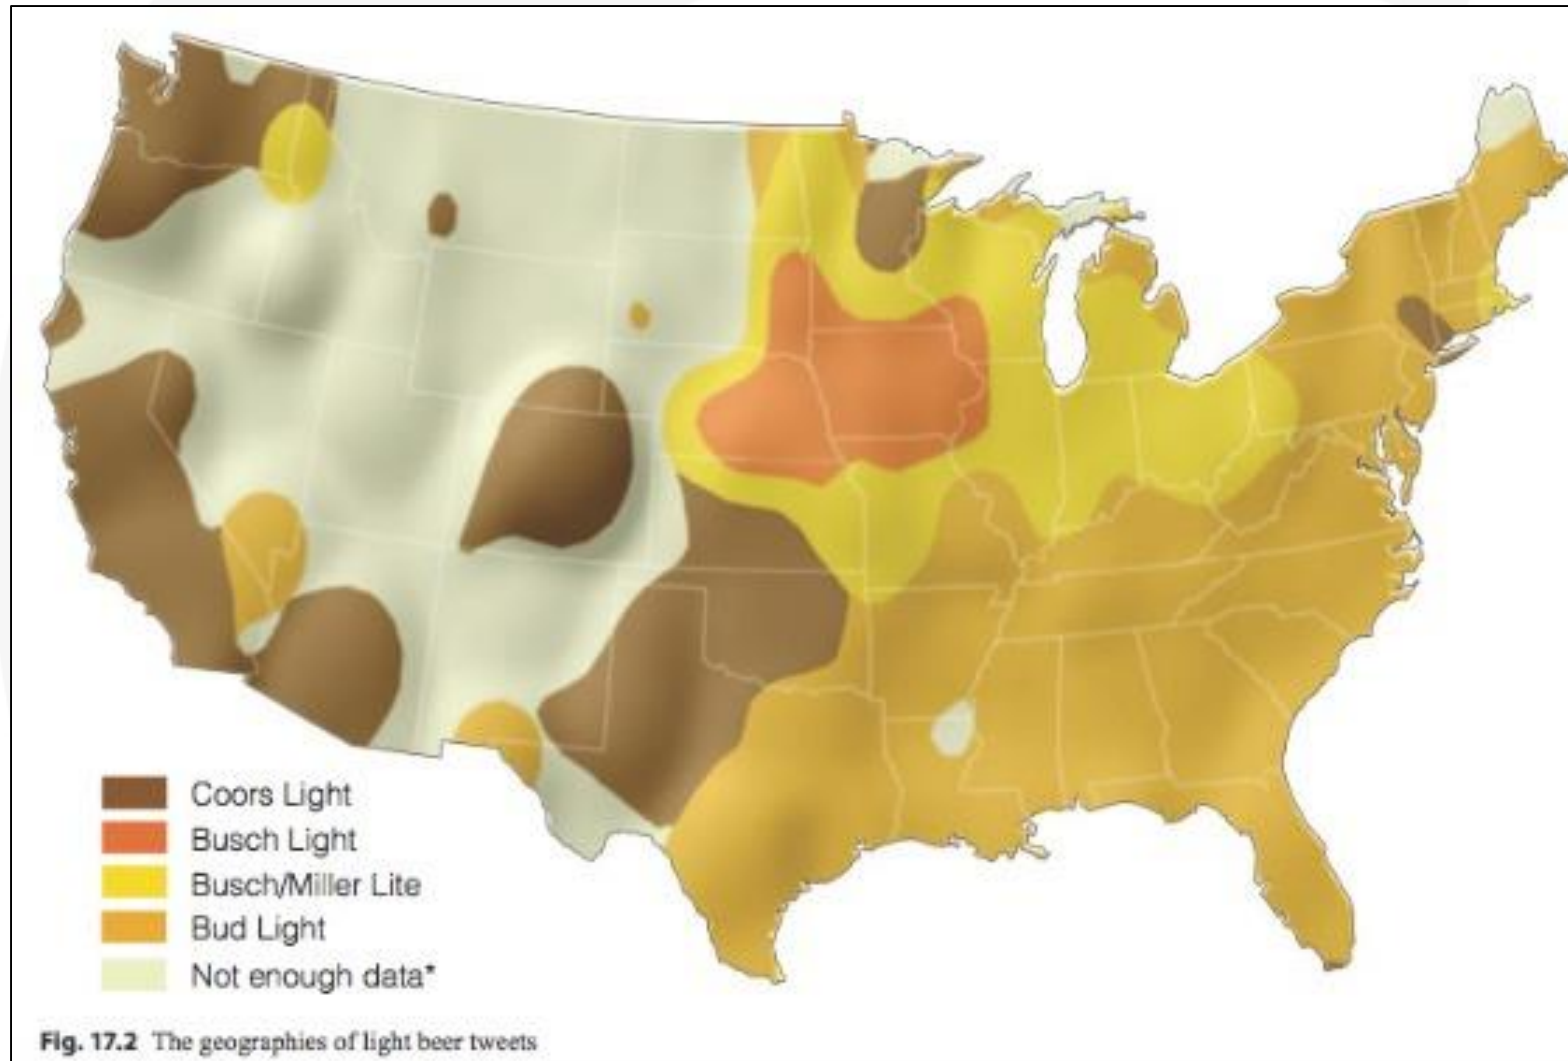 Coors Light
Busch Light
Busch/Miller Lite
Bud Light
Not enough data*
Fig. 17.2 The geographies of light beer tweets